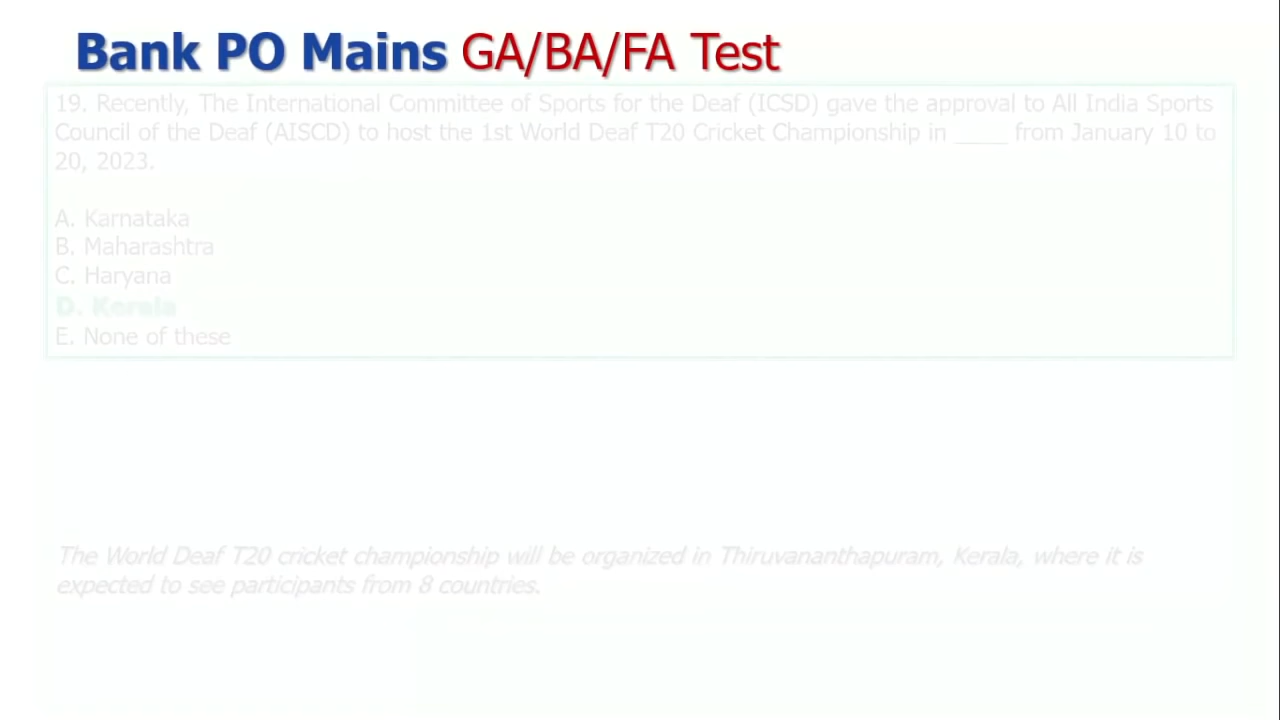 Bank PO Mains GA/BA/FA Test
19. Recently, The International Committee of Sports for the Deaf (ICSD) gave the approval to All India Sports
Council of the Deaf (AISCD) to host the 1st World Deaf T20 Cricket Championship in ____ from January 10 to
20, 2023.
A. Karnataka
B. Maharashtra
C. Haryana
D. Kerala
E. None of these
The World Deaf T20 cricket championship will be organized in Thiruvananthapuram, Kerala, where it is
expected to see participants from 8 countries.